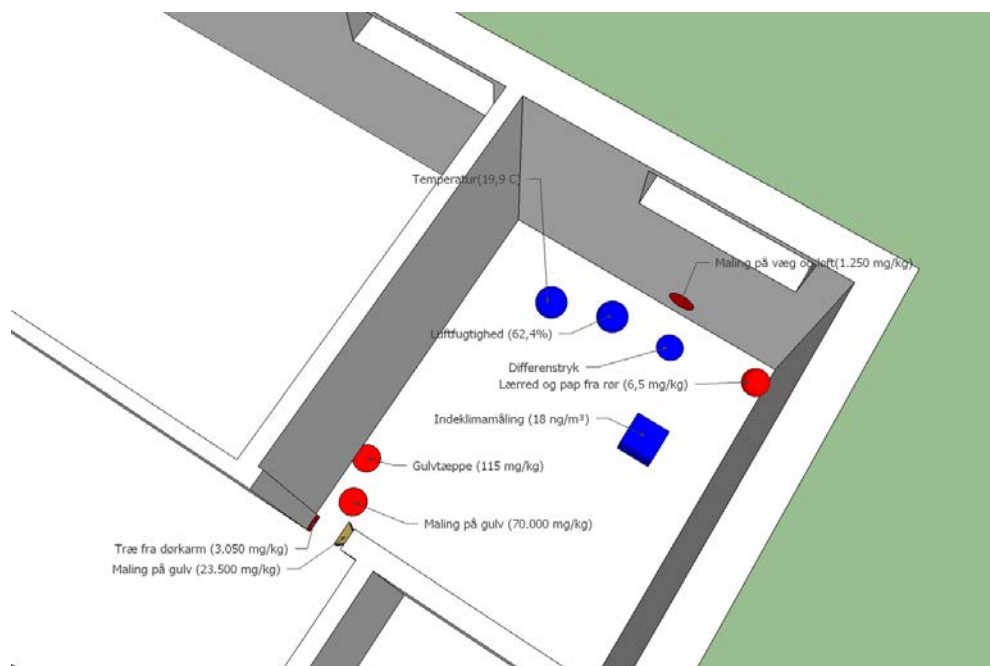 Temperatur(19,9 C)
Maling på væg og loft(1.250 mg/kg)
Luftfugtighed (62,4%)
Differenstryk
Lærred og pap fra rør (6,5 mg/kg)
Indeklimamåling (18 ng/m³)
Gulvtæppe (115 mg/kg)
Maling på gulv (70.000 mg/kg)
Træ fra dørkarm (3.050 mg/kg)
Maling på gulv (23.500 mg/kg)